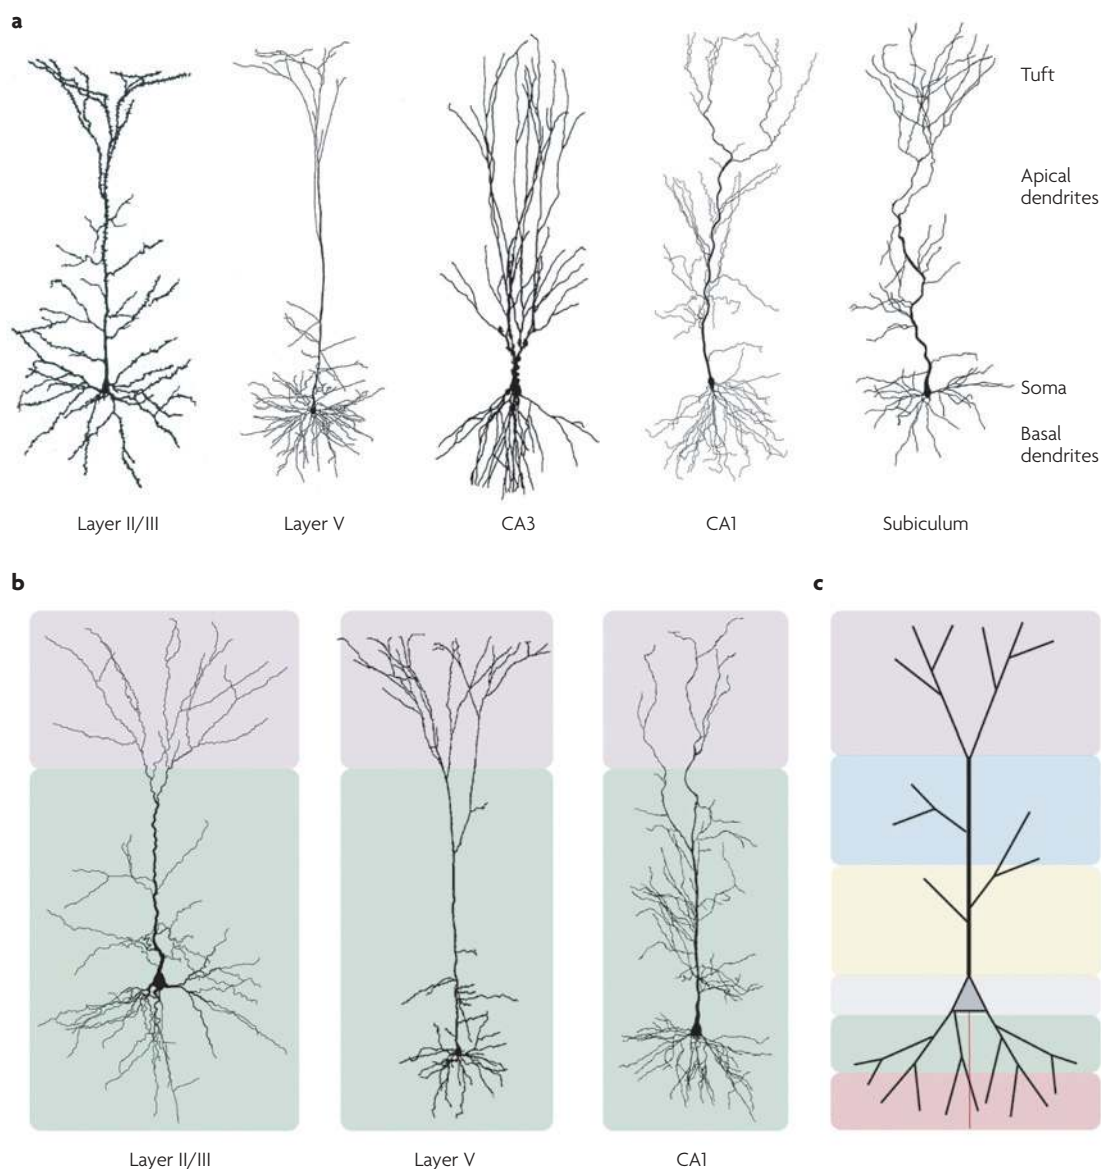 a
Tuft
Apical
dendrites
Soma
Basal
dendrites
Layer II/III
Layer V
CA3
CA1
Subiculum
b
c
Layer II/III
Layer V
CA1